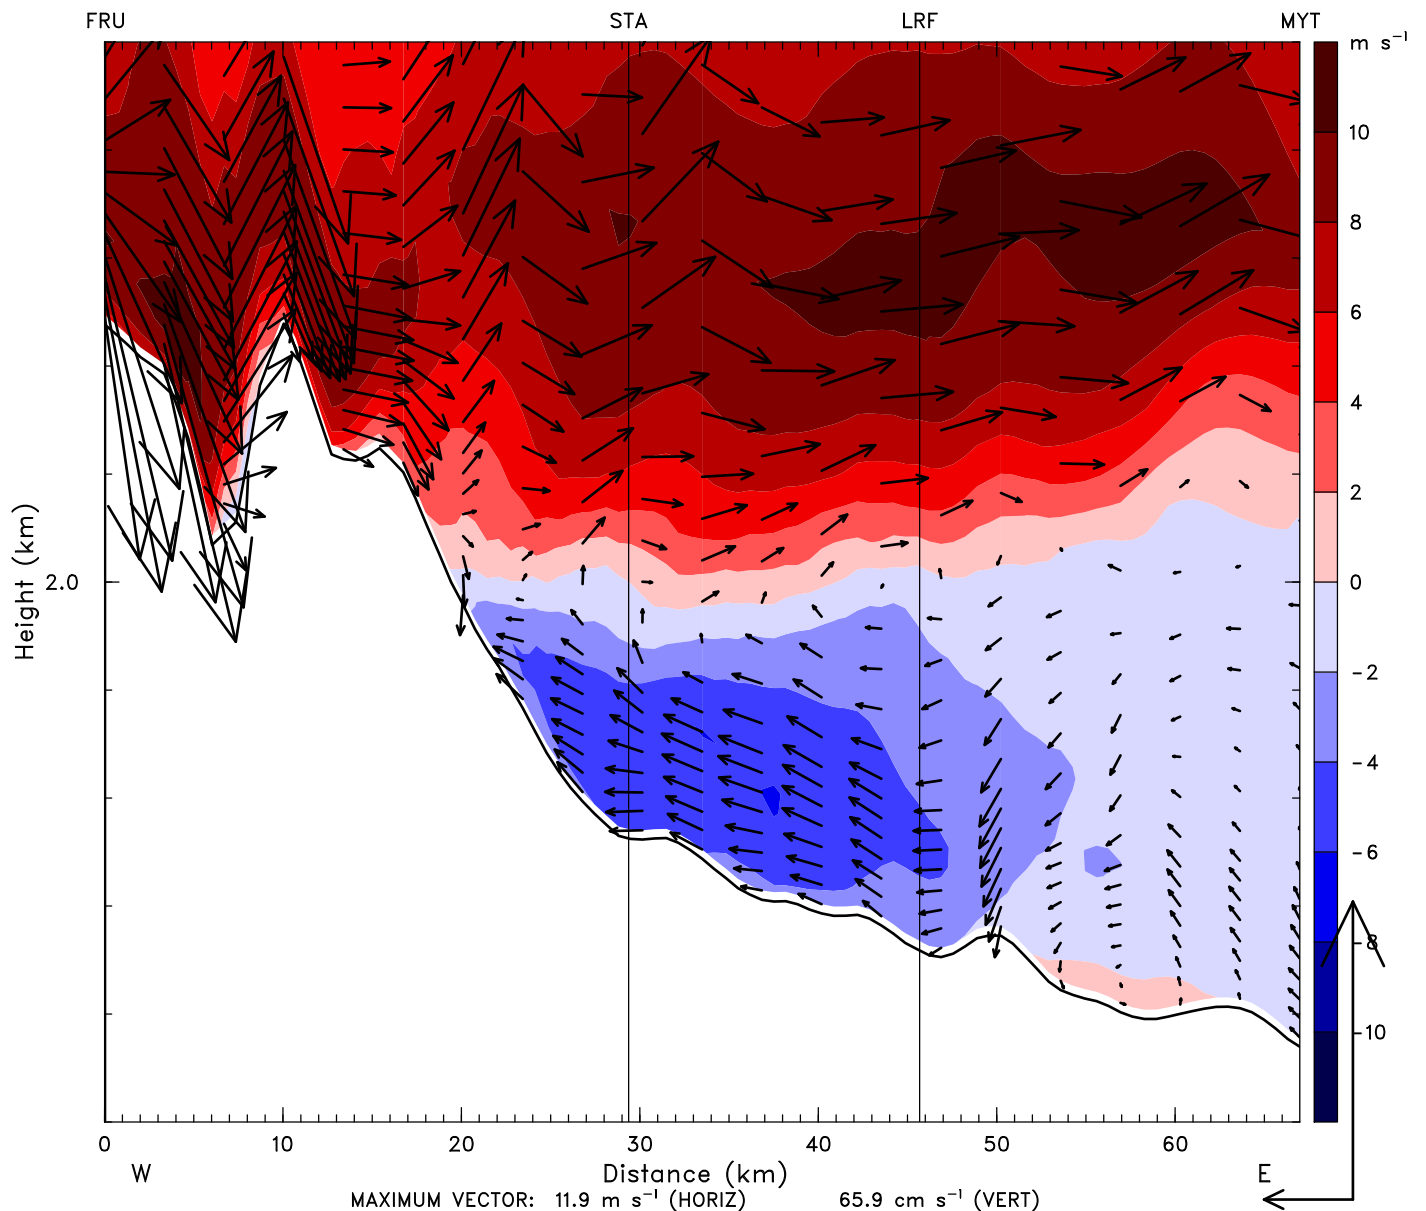 FRU STA LRF MYT
m s⁻¹
10
8
6
4
2
0
-2
-4
-6
-8
-10
Height (km)
2.0
0 10 20 30 40 50 60
W Distance (km) E
MAXIMUM VECTOR: 11.9 m s⁻¹ (HORIZ) 65.9 cm s⁻¹ (VERT)